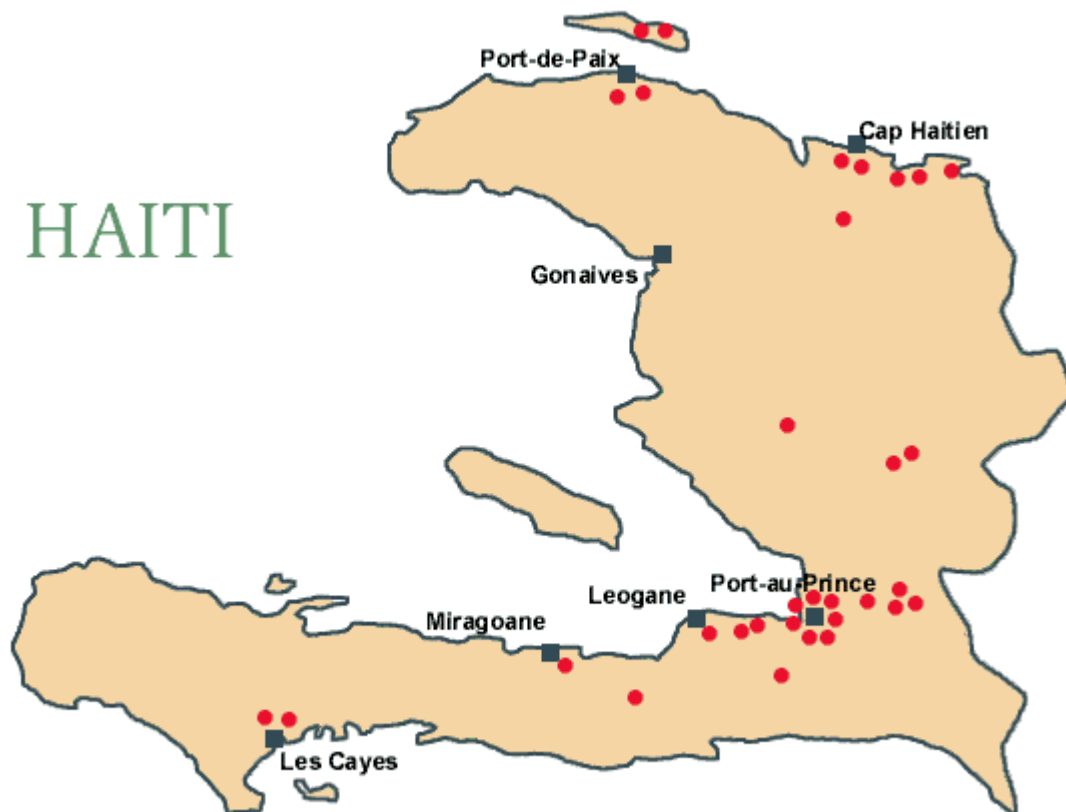 Port-de-Paix
Cap Haitien
HAITI
Gonaives
Port-au-Prince
Leogane
Miragoane
Les Cayes